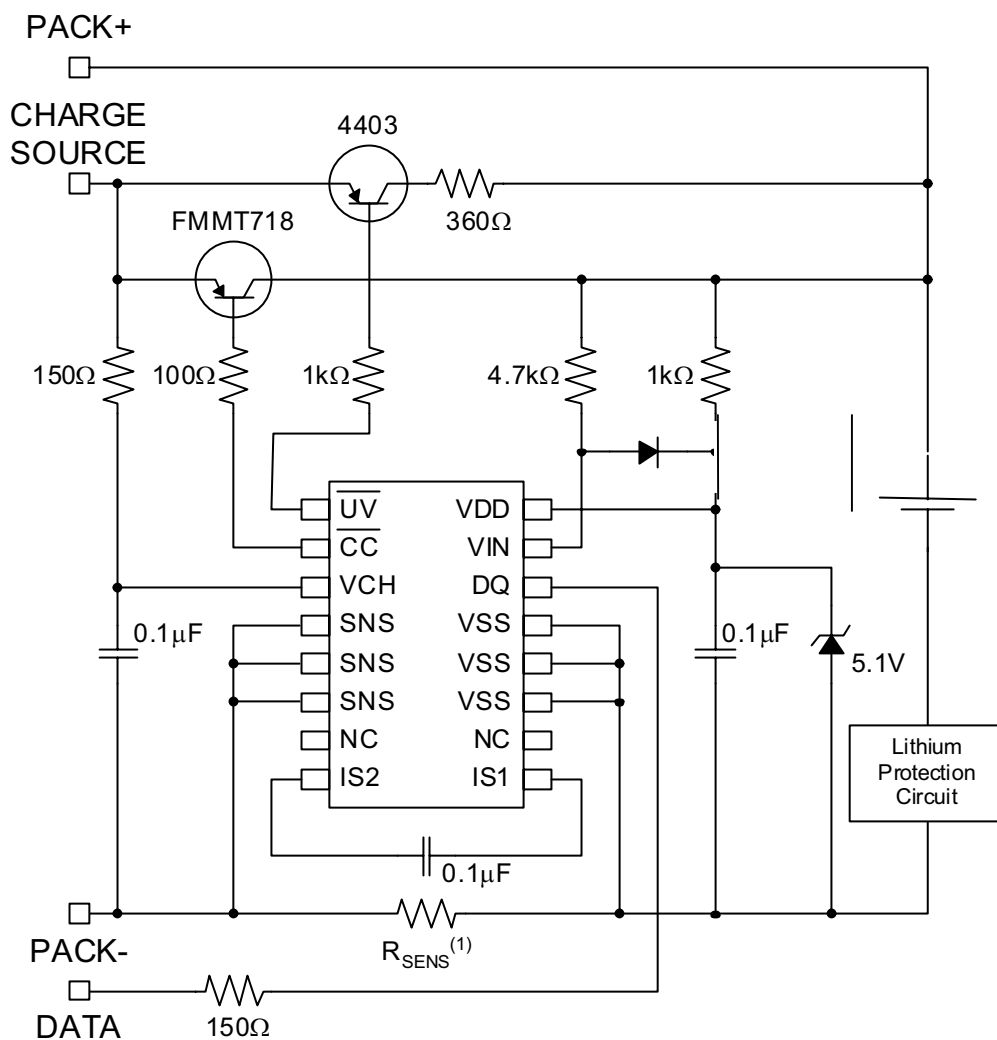 PACK+
CHARGE
SOURCE
4403
360Ω
FMMT718
150Ω
100Ω
1kΩ
4.7kΩ
1kΩ
UV
VDD
CC
VIN
VCH
DQ
SNS
VSS
0.1µF
0.1µF
SNS
VSS
5.1V
SNS
VSS
NC
NC
IS2
IS1
Lithium
Protection
Circuit
0.1µF
PACK-
RSENS(1)
DATA
150Ω